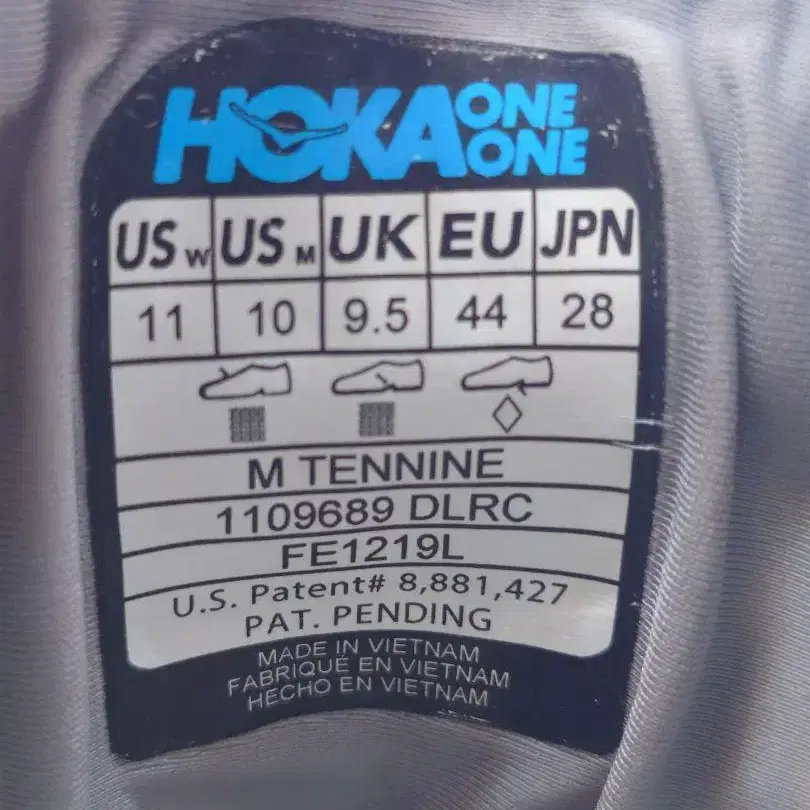 HOKA ONE ONE
US W US M UK EU JPN
11 10 9.5 44 28
M TENNINE
1109689 DLRC
FE1219L
U.S. Patent# 8,881,427
PAT. PENDING
MADE IN VIETNAM
FABRIQUÉ EN VIETNAM
HECHO EN VIETNAM